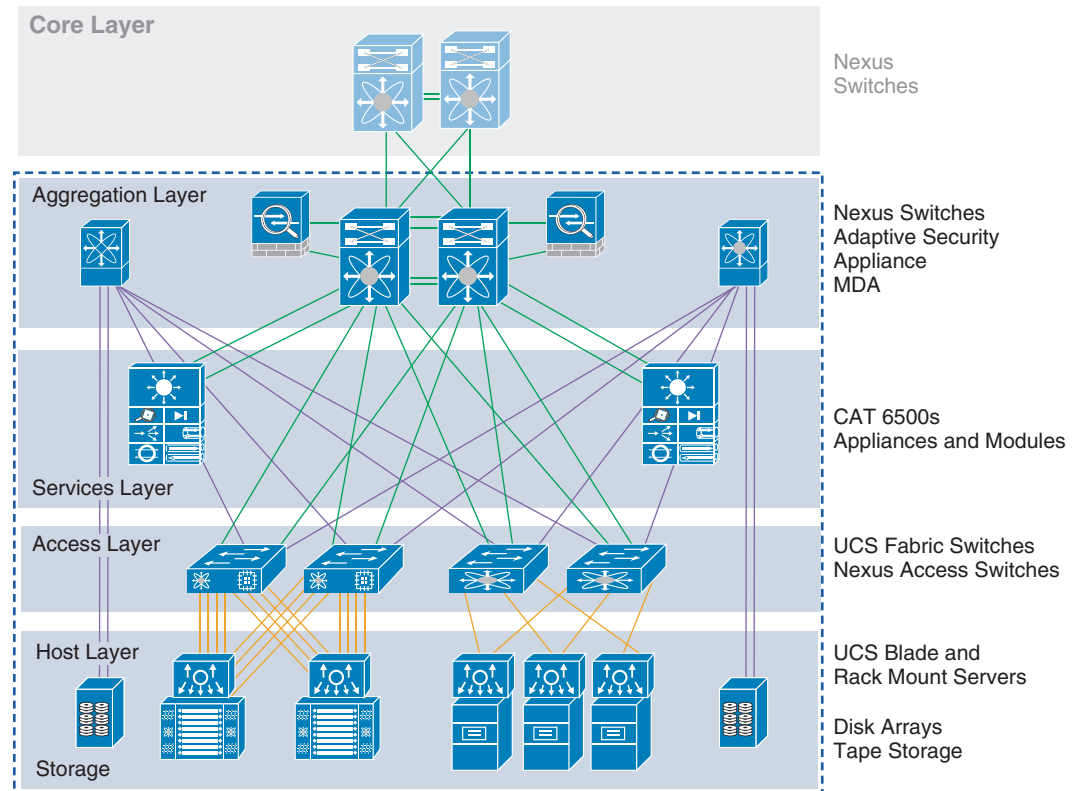 Core Layer
Nexus
Switches
Aggregation Layer
Nexus Switches
Adaptive Security
Appliance
MDA
CAT 6500s
Appliances and Modules
Services Layer
Access Layer
UCS Fabric Switches
Nexus Access Switches
Host Layer
UCS Blade and
Rack Mount Servers
Disk Arrays
Tape Storage
Storage